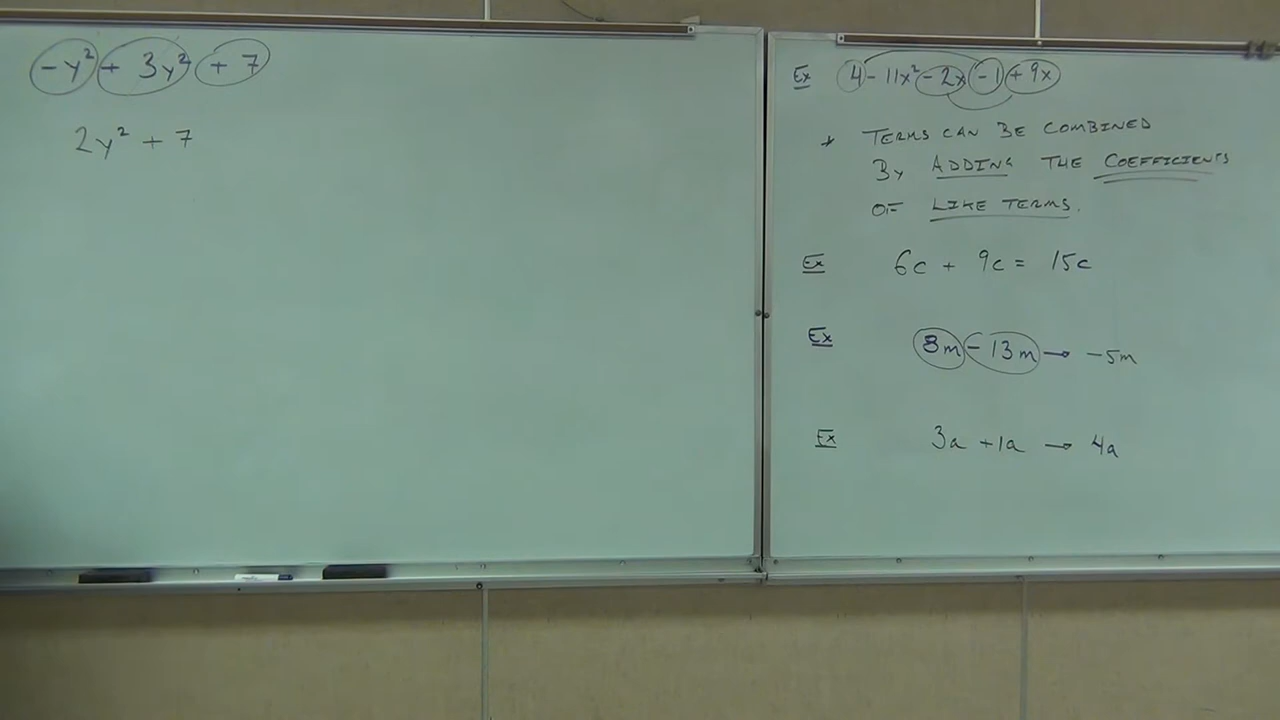 -y² + 3y² + 7
2y² + 7
Ex 4 - 11x² - 2x - 1 + 9x
* TERMS CAN BE COMBINED
By ADDING THE COEFFICIENTS
OF LIKE TERMS.
Ex 6c + 9c = 15c
Ex 8m - 13m → -5m
Ex 3a + 1a → 4a